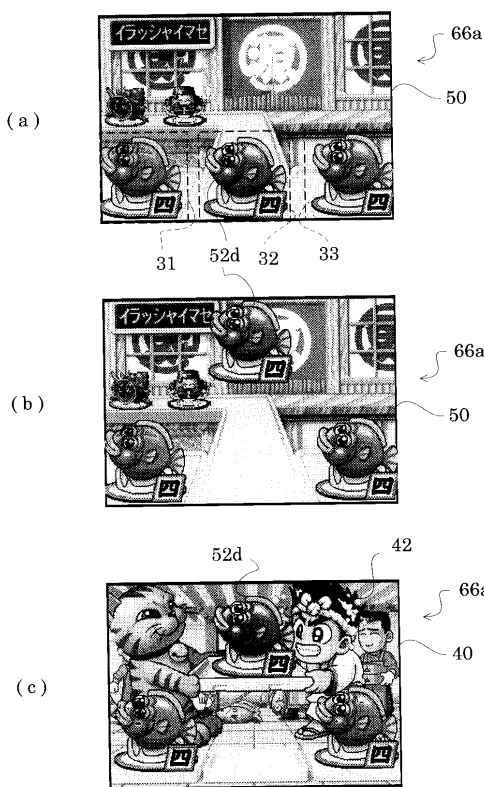 イラッシャイマセ
66a
50
(a)
四 四 四
31 52d 32 33
イラッシャイマセ
四
66a
(b)
50
四 四
52d 42
66a
40
(c)
四
四 四